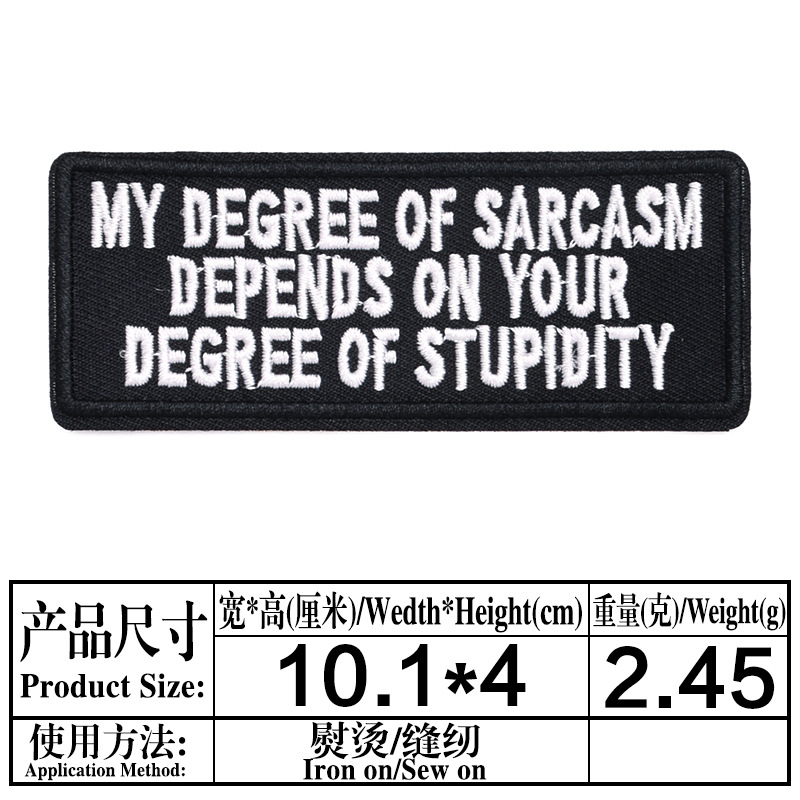 MY DEGREE OF SARCASM
DEPENDS ON YOUR
DEGREE OF STUPIDITY
产品尺寸
Product Size:
宽*高(厘米)/Wedth*Height(cm)
10.1*4
重量(克)/Weight(g)
2.45
使用方法:
Application Method:
熨烫/缝纫
Iron on/Sew on